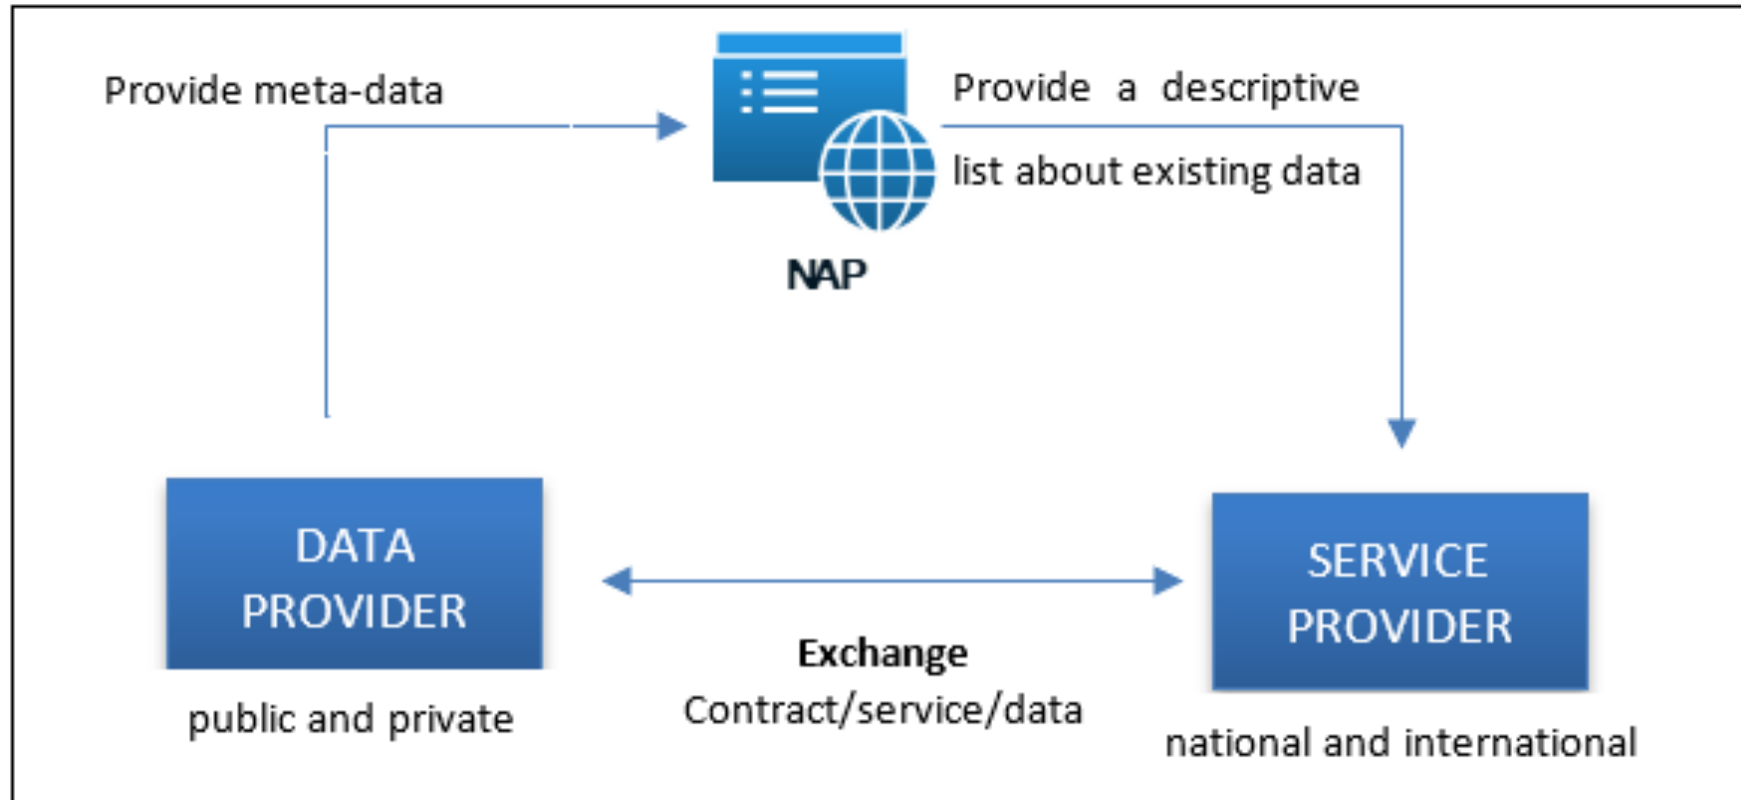 Provide meta-data
Provide a descriptive
list about existing data
NAP
DATA
PROVIDER
public and private
Exchange
Contract/service/data
SERVICE
PROVIDER
national and international